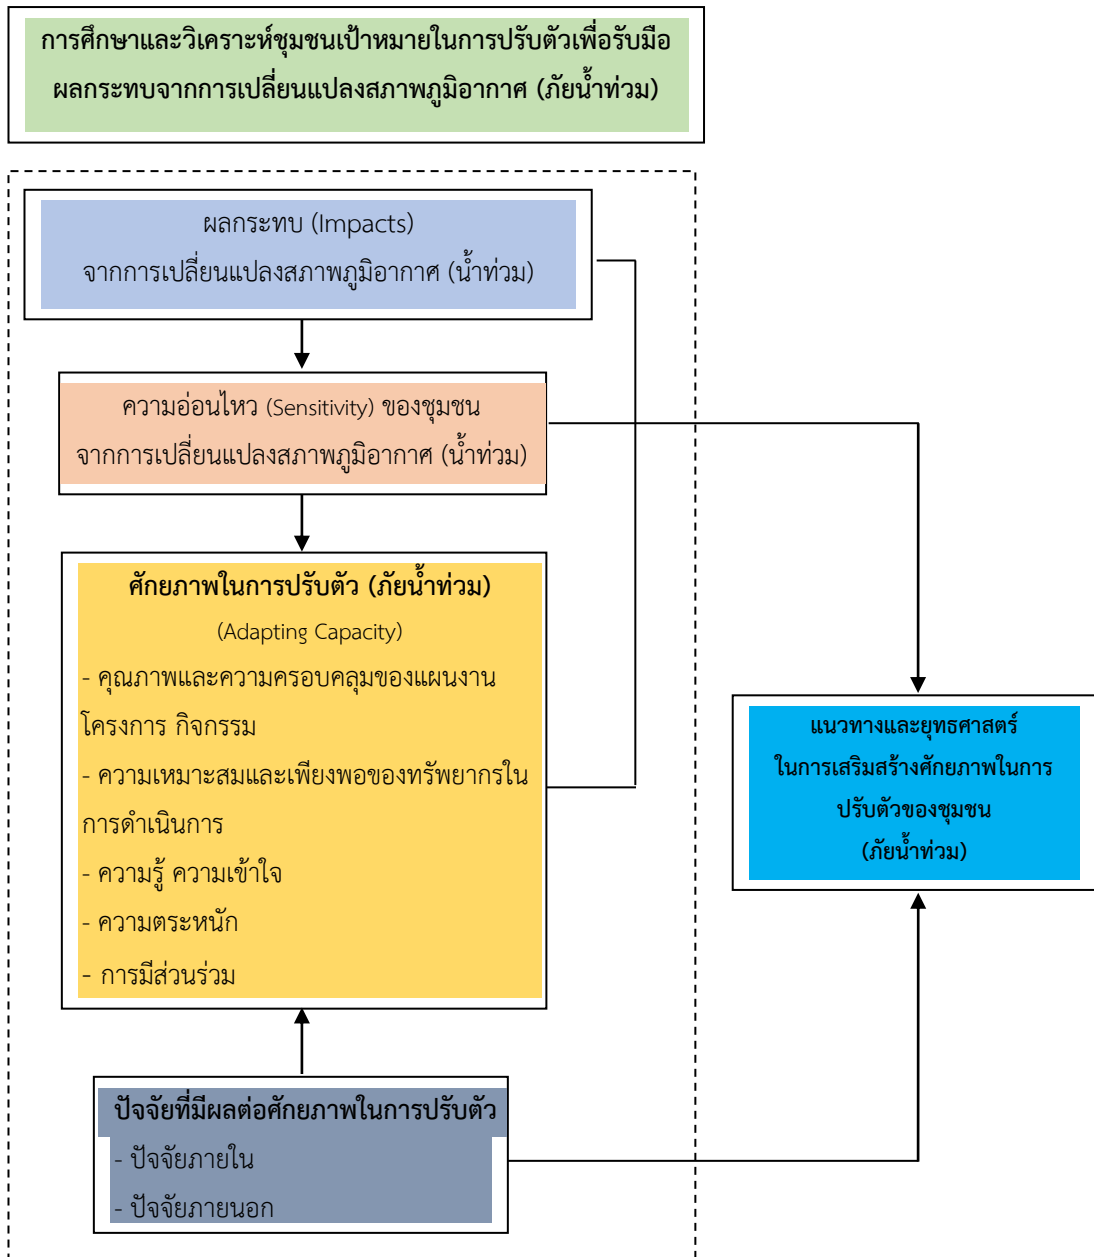 การศึกษาและวิเคราะห์ชุมชนเป้าหมายในการปรับตัวเพื่อรับมือ
ผลกระทบจากการเปลี่ยนแปลงสภาพภูมิอากาศ (ภัยน้ำท่วม)
ผลกระทบ (Impacts)
จากการเปลี่ยนแปลงสภาพภูมิอากาศ (น้ำท่วม)
ความอ่อนไหว (Sensitivity) ของชุมชน
จากการเปลี่ยนแปลงสภาพภูมิอากาศ (น้ำท่วม)
ศักยภาพในการปรับตัว (ภัยน้ำท่วม)
(Adapting Capacity)
- คุณภาพและความครอบคลุมของแผนงาน
โครงการ กิจกรรม
- ความเหมาะสมและเพียงพอของทรัพยากรใน
การดำเนินการ
- ความรู้ ความเข้าใจ
- ความตระหนัก
- การมีส่วนร่วม
แนวทางและยุทธศาสตร์
ในการเสริมสร้างศักยภาพในการ
ปรับตัวของชุมชน
(ภัยน้ำท่วม)
ปัจจัยที่มีผลต่อศักยภาพในการปรับตัว
- ปัจจัยภายใน
- ปัจจัยภายนอก